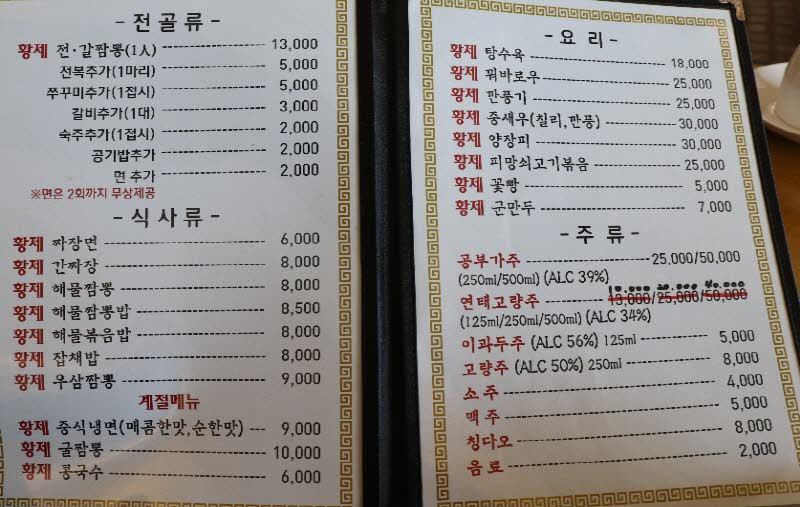 - 전골류 -
황제 전·갈짬뽕(1人) 13,000
전복추가(1마리) 5,000
쭈꾸미추가(1접시) 5,000
갈비추가(1대) 3,000
숙주추가(1접시) 2,000
공기밥추가 2,000
면 추가 2,000
※면은 2회까지 무상제공
- 식사류 -
황제 짜장면 6,000
황제 간짜장 8,000
황제 해물짬뽕 8,000
황제 해물짬뽕밥 8,500
황제 해물볶음밥 8,000
황제 잡채밥 8,000
황제 우삼짬뽕 9,000
계절메뉴
황제 중식냉면(매콤한맛,순한맛) 9,000
황제 굴짬뽕 10,000
황제 콩국수 6,000
- 요 리 -
황제 탕수육 18,000
황제 꿔바로우 25,000
황제 깐풍기 25,000
황제 중새우(칠리,깐풍) 30,000
황제 양장피 30,000
황제 피망쇠고기볶음 25,000
황제 꽃빵 5,000
황제 군만두 7,000
- 주 류 -
공부가주 25,000/50,000
(250ml/500ml) (ALC 39%)
10,000 20,000 40,000
연태고량주 13,000/25,000/50,000
(125ml/250ml/500ml) (ALC 34%)
이과두주 (ALC 56%) 125ml 5,000
고량주 (ALC 50%) 250ml 8,000
소주 4,000
맥주 5,000
칭다오 8,000
음료 2,000